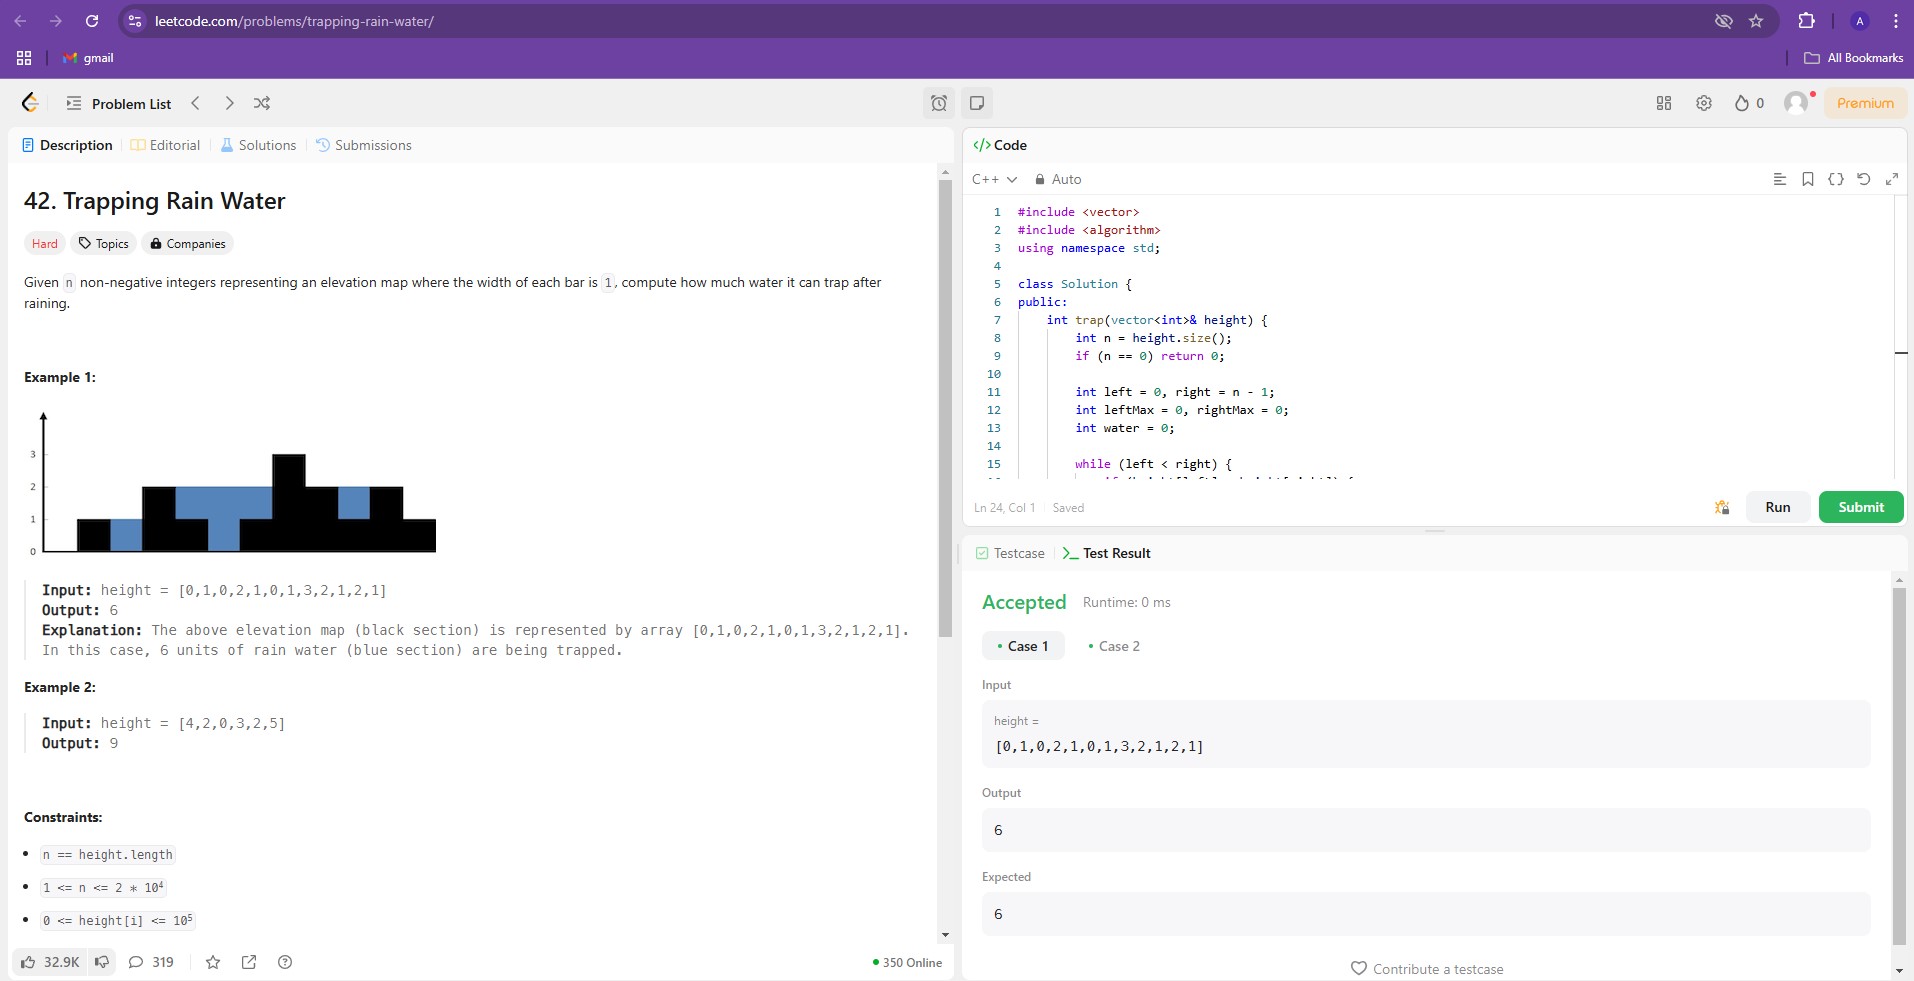 leetcode.com/problems/trapping-rain-water/
A
gmail
All Bookmarks
Problem List
0
Premium
Description
Editorial
Solutions
Submissions
42. Trapping Rain Water
Hard
Topics
Companies
Given n non-negative integers representing an elevation map where the width of each bar is 1, compute how much water it can trap after
raining.
Example 1:
3
2
1
0
Input: height = [0,1,0,2,1,0,1,3,2,1,2,1]
Output: 6
Explanation: The above elevation map (black section) is represented by array [0,1,0,2,1,0,1,3,2,1,2,1].
In this case, 6 units of rain water (blue section) are being trapped.
Example 2:
Input: height = [4,2,0,3,2,5]
Output: 9
Constraints:
n == height.length
1 <= n <= 2 * 10⁴
0 <= height[i] <= 10⁵
32.9K
319
350 Online
</> Code
C++
Auto
1 #include <vector>
2 #include <algorithm>
3 using namespace std;
4
5 class Solution {
6 public:
7 int trap(vector<int>& height) {
8 int n = height.size();
9 if (n == 0) return 0;
10
11 int left = 0, right = n - 1;
12 int leftMax = 0, rightMax = 0;
13 int water = 0;
14
15 while (left < right) {
Ln 24, Col 1
Saved
Run
Submit
Testcase
Test Result
Accepted
Runtime: 0 ms
Case 1
Case 2
Input
height =
[0,1,0,2,1,0,1,3,2,1,2,1]
Output
6
Expected
6
Contribute a testcase